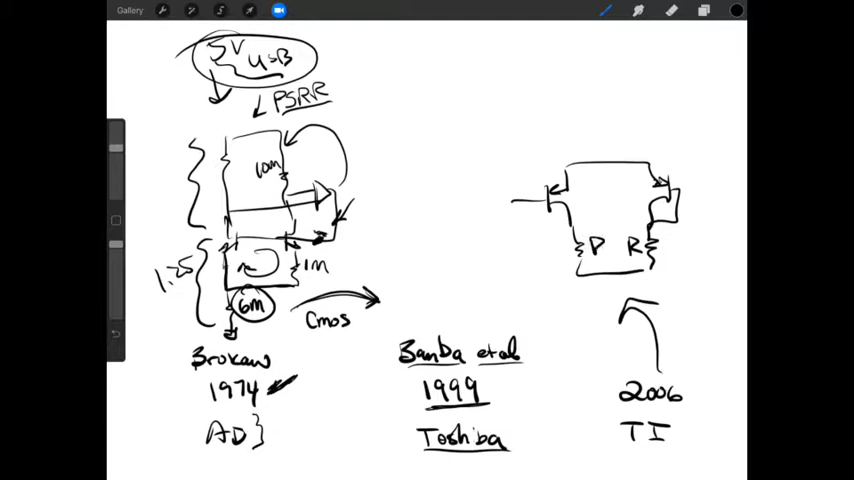 Gallery
5V USB
PSRR
100m
1M
1.25
6M
CMOS
Brokaw
1974
AD
Banba et al
1999
Toshiba
R
2006
TI